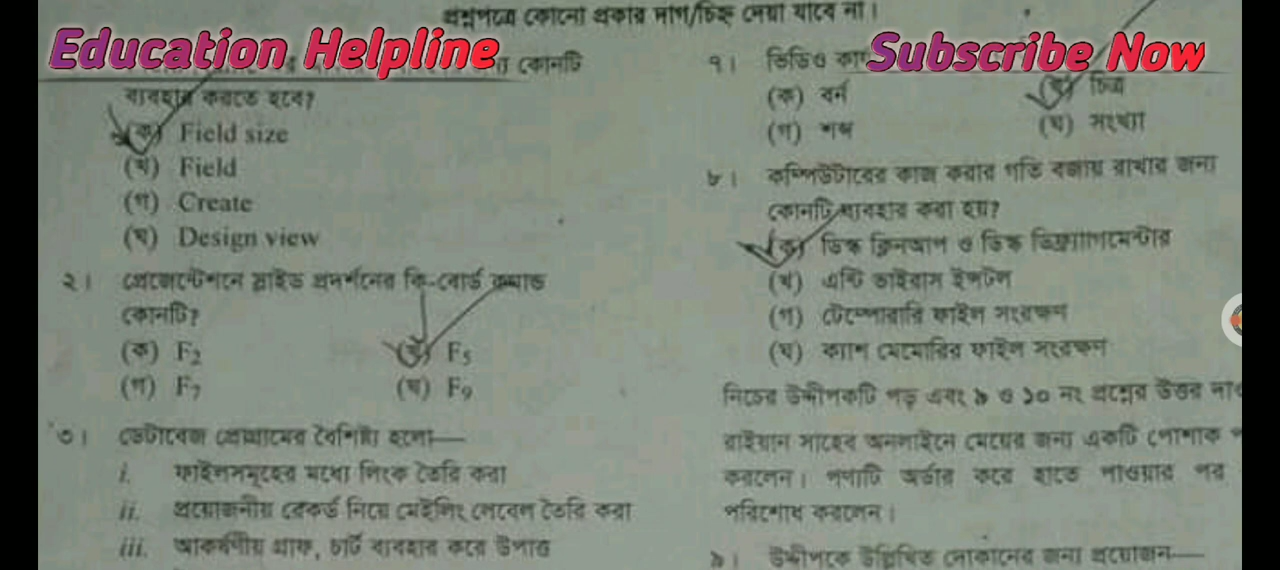 প্রশ্নপত্রে কোনো প্রকার দাগ/চিহ্ন দেয়া যাবে না।
Education Helpline
কোনটি
ব্যবহার করতে হবে?
(ক) Field size
(খ) Field
(গ) Create
(ঘ) Design view
২। প্রেজেন্টেশনে স্লাইড প্রদর্শনের কি-বোর্ড কমান্ড
কোনটি?
(ক) F2 (খ) F5
(গ) F7 (ঘ) F9
৩। ডেটাবেজ প্রোগ্রামের বৈশিষ্ট্য হলো—
i. ফাইলসমূহের মধ্যে লিংক তৈরি করা
ii. প্রয়োজনীয় রেকর্ড নিয়ে মেইলিং লেবেল তৈরি করা
iii. আকর্ষণীয় গ্রাফ, চার্ট ব্যবহার করে উপাত্ত
Subscribe Now
৭। ভিডিও
(ক) বর্ন (খ) চিত্র
(গ) শব্দ (ঘ) সংখ্যা
৮। কম্পিউটারের কাজ করার গতি বজায় রাখার জন্য
কোনটি ব্যবহার করা হয়?
(ক) ডিস্ক ক্লিনআপ ও ডিস্ক ডিফ্র্যাগমেন্টার
(খ) এন্টি ভাইরাস ইন্সটল
(গ) টেম্পোরারি ফাইল সংরক্ষণ
(ঘ) ক্যাশ মেমোরির ফাইল সংরক্ষণ
নিচের উদ্দীপকটি পড় এবং ৯ ও ১০ নং প্রশ্নের উত্তর
রাইয়ান সাহেব অনলাইনে মেয়ের জন্য একটি পোশাক
করলেন। পণ্যটি অর্ডার করে হাতে পাওয়ার পর
পরিশোধ করলেন।
৯। উদ্দীপকে উল্লিখিত দোকানের জন্য প্রয়োজন—